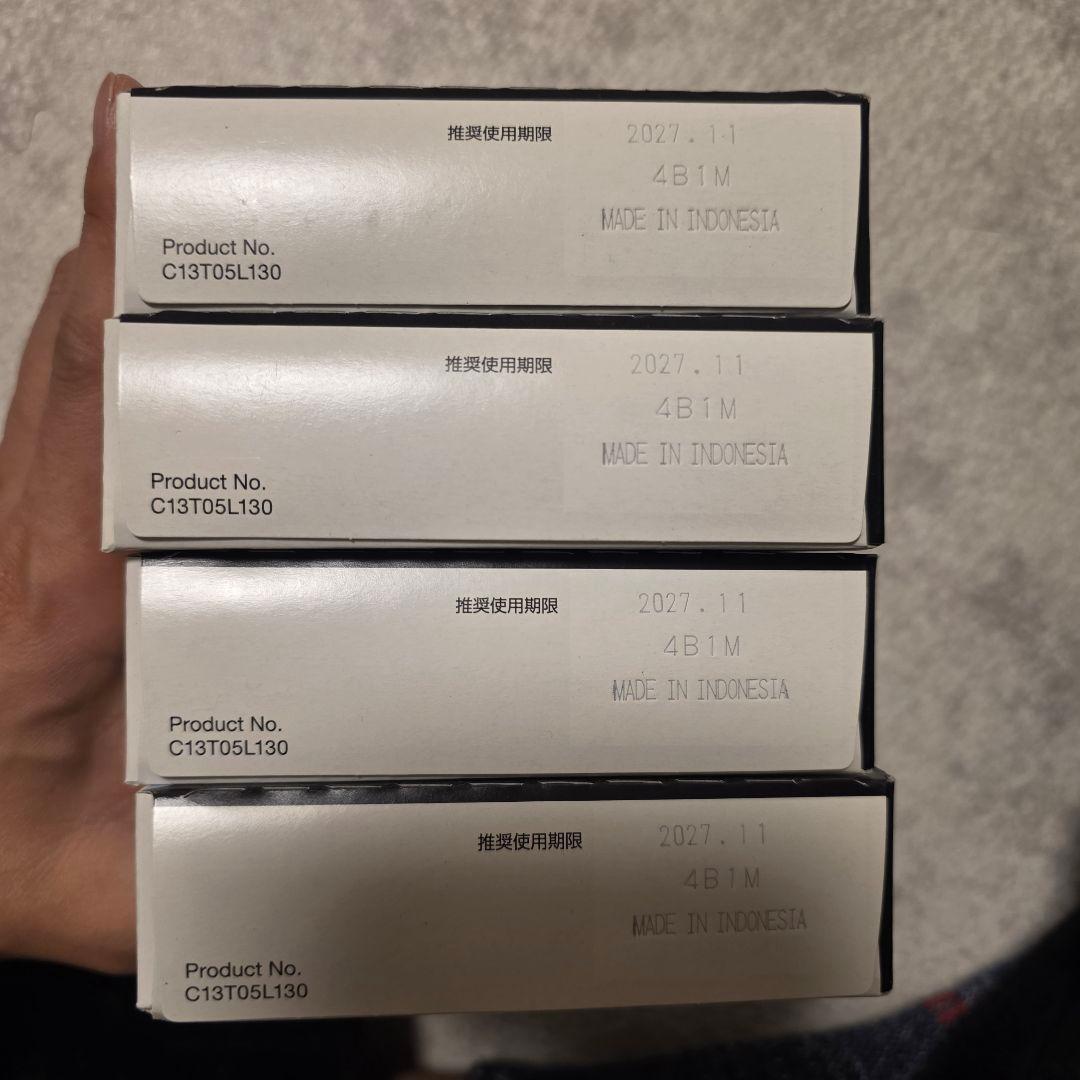 推奨使用期限 2027.11
4B1M
MADE IN INDONESIA
Product No.
C13T05L130
推奨使用期限 2027.11
4B1M
MADE IN INDONESIA
Product No.
C13T05L130
推奨使用期限 2027.11
4B1M
MADE IN INDONESIA
Product No.
C13T05L130
推奨使用期限 2027.11
4B1M
MADE IN INDONESIA
Product No.
C13T05L130